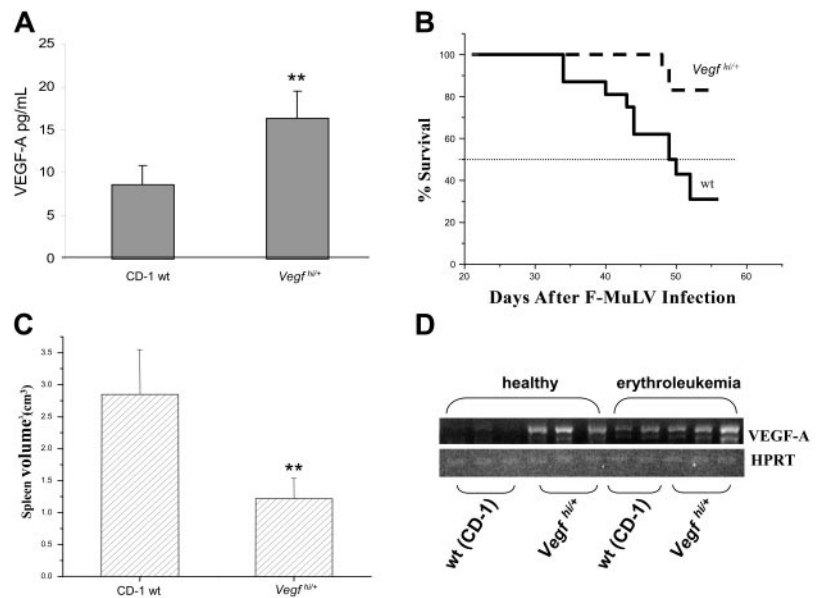 A
VEGF-A pg/mL
25
20
15
10
5
0
**
CD-1 wt
Vegf hi/+
B
% Survival
100
80
60
40
20
0
Vegf hi/+
wt
20
30
40
50
60
Days After F-MuLV Infection
C
Spleen volume³(cm³)
3.5
3.0
2.5
2.0
1.5
1.0
0.5
0.0
**
CD-1 wt
Vegf hi/+
D
healthy
erythroleukemia
VEGF-A
HPRT
wt (CD-1)
Vegf hi/+
wt (CD-1)
Vegf hi/+